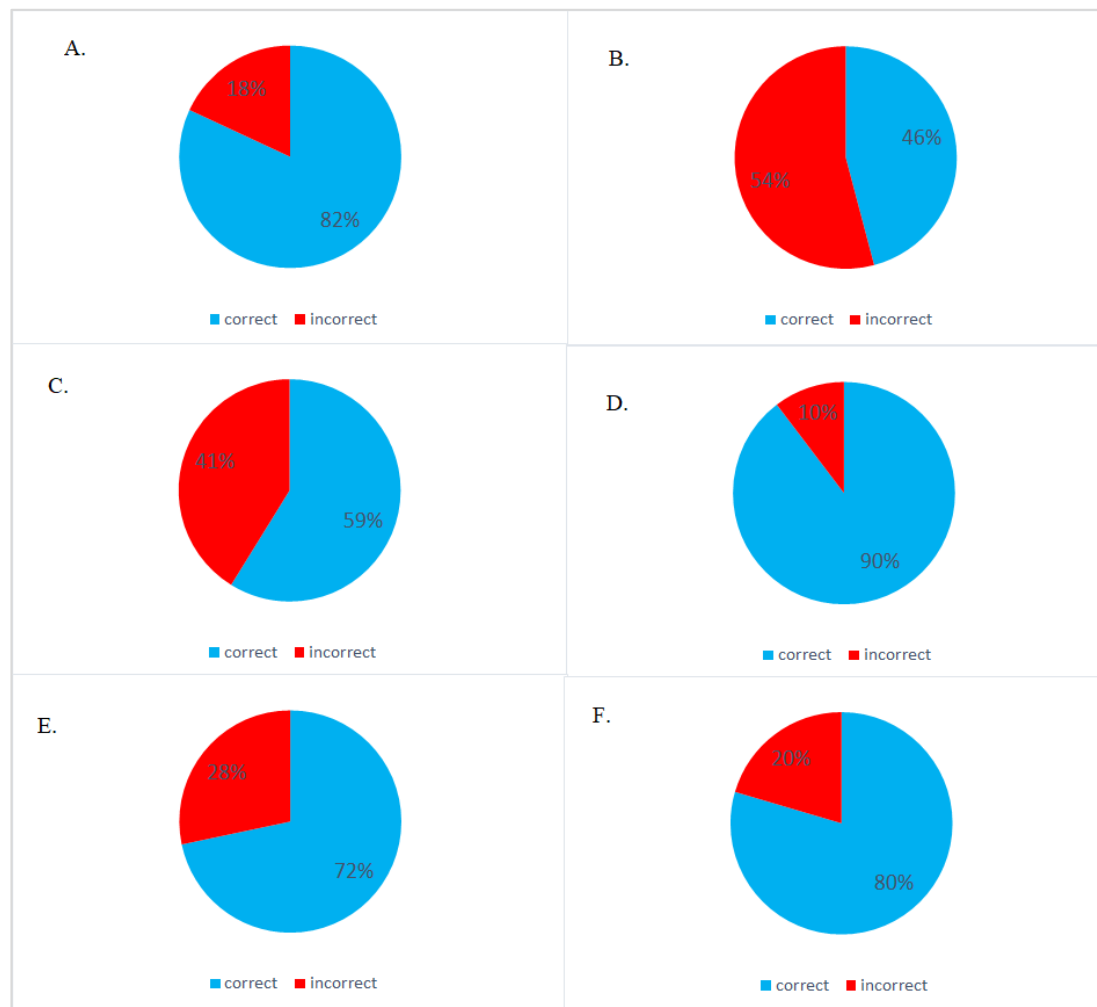 A.
18%
82%
correct incorrect
B.
46%
54%
correct incorrect
C.
41%
59%
correct incorrect
D.
10%
90%
correct incorrect
E.
28%
72%
correct incorrect
F.
20%
80%
correct incorrect